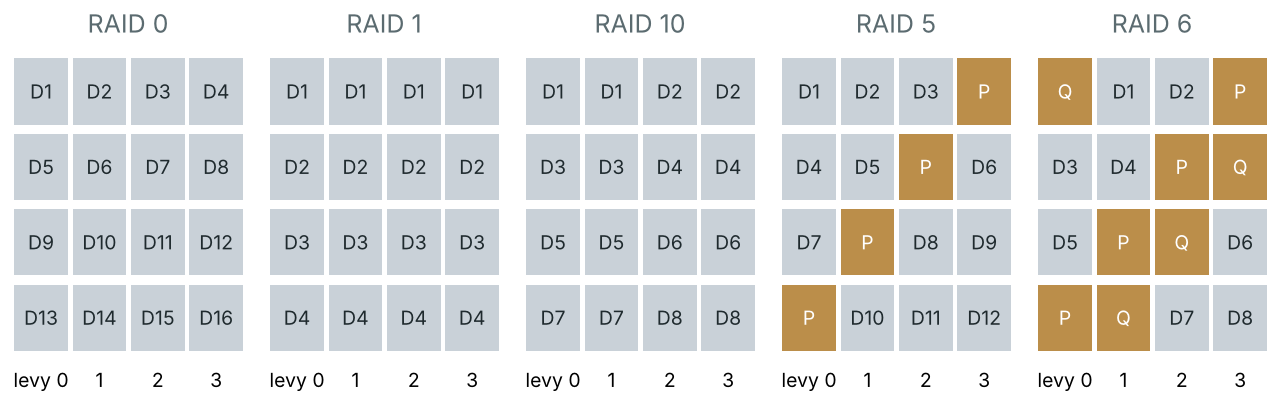 RAID 0 RAID 1 RAID 10 RAID 5 RAID 6
D1 D2 D3 D4 D1 D1 D1 D1 D1 D1 D2 D2 D1 D2 D3 P Q D1 D2 P
D5 D6 D7 D8 D2 D2 D2 D2 D3 D3 D4 D4 D4 D5 P D6 D3 D4 P Q
D9 D10 D11 D12 D3 D3 D3 D3 D5 D5 D6 D6 D7 P D8 D9 D5 P Q D6
D13 D14 D15 D16 D4 D4 D4 D4 D7 D7 D8 D8 P D10 D11 D12 P Q D7 D8
levy 0 1 2 3 levy 0 1 2 3 levy 0 1 2 3 levy 0 1 2 3 levy 0 1 2 3